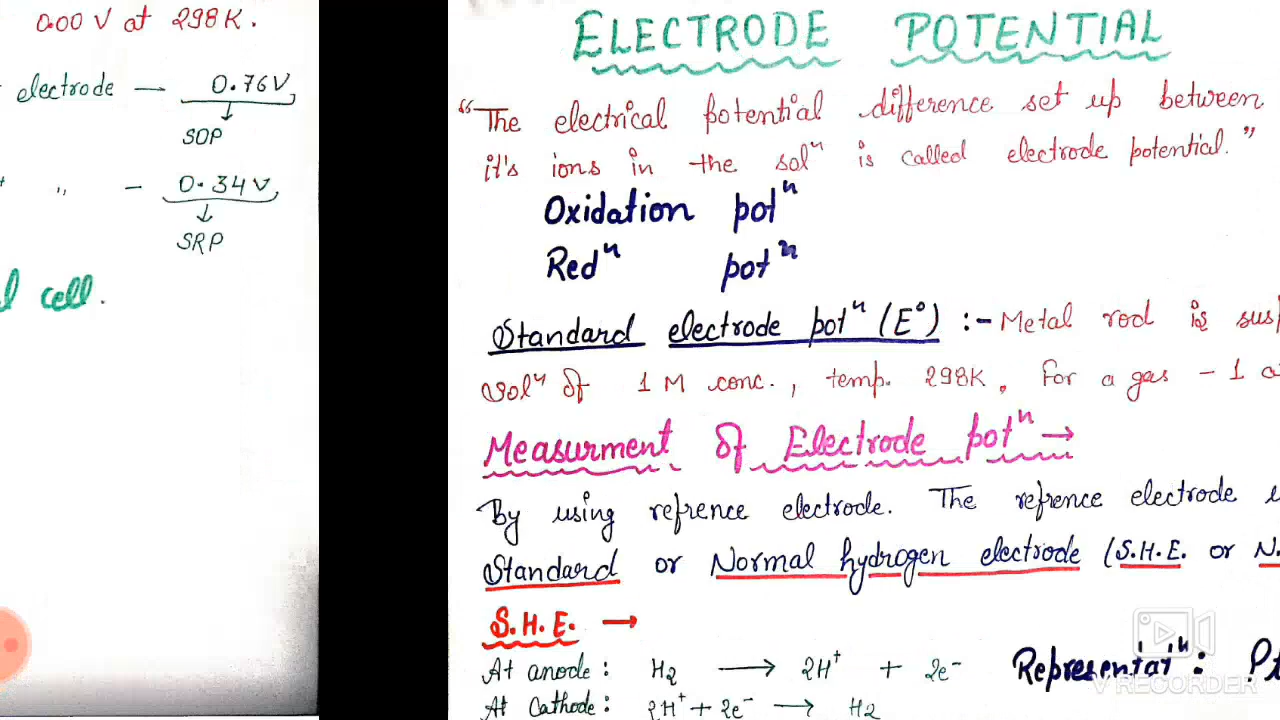 0.00 V at 298K.
electrode — 0.76V
↓
SOP
" - 0.34V
↓
SRP
cell.
ELECTRODE POTENTIAL
"The electrical potential difference set up between
it's ions in the solⁿ is called electrode potential."
Oxidation potⁿ
Redⁿ potⁿ
Standard electrode potⁿ (E°) :- Metal rod is
solⁿ of 1 M conc., temp. 298K, For a gas - 1
Measurment of Electrode potⁿ →
By using refrence electrode. The refrence electrode
Standard or Normal hydrogen electrode (S.H.E. or N.
S.H.E. →
At anode: H₂ → 2H⁺ + 2e⁻ Representatⁿ: Pt
At Cathode: 2H⁺ + 2e⁻ → H₂
V RECORDER